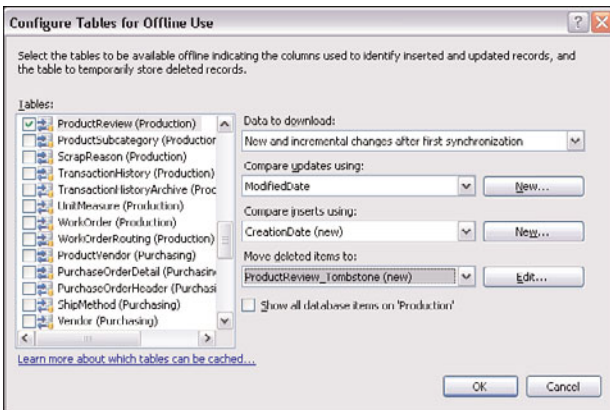 Configure Tables for Offline Use
Select the tables to be available offline indicating the columns used to identify inserted and updated records, and
the table to temporarily store deleted records.
Tables:
ProductReview (Production)
ProductSubcategory (Production
ScrapReason (Production)
TransactionHistory (Production)
TransactionHistoryArchive (Proc
UnitMeasure (Production)
WorkOrder (Production)
WorkOrderRouting (Production)
ProductVendor (Purchasing)
PurchaseOrderDetail (Purchasin
PurchaseOrderHeader (Purchasi
ShipMethod (Purchasing)
Vendor (Purchasing)
Learn more about which tables can be cached...
Data to download:
New and incremental changes after first synchronization
Compare updates using:
ModifiedDate
New...
Compare inserts using:
CreationDate (new)
New...
Move deleted items to:
ProductReview_Tombstone (new)
Edit...
Show all database items on 'Production'
OK
Cancel